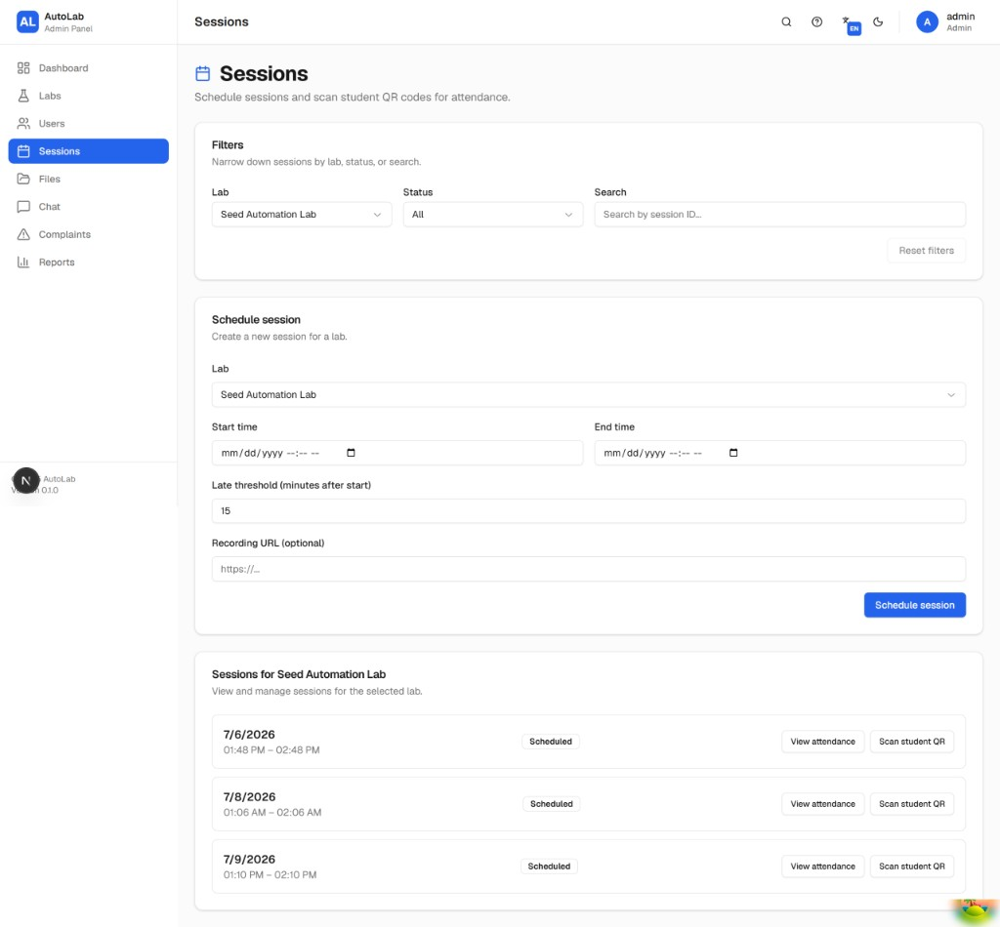 AL
AutoLab
Admin Panel
Sessions
EN
A
admin
Admin
Dashboard
Labs
Users
Sessions
Files
Chat
Complaints
Reports
N
AutoLab
0.1.0
Sessions
Schedule sessions and scan student QR codes for attendance.
Filters
Narrow down sessions by lab, status, or search.
Lab
Status
Search
Seed Automation Lab
All
Search by session ID...
Reset filters
Schedule session
Create a new session for a lab.
Lab
Seed Automation Lab
Start time
End time
mm/dd/yyyy --:-- --
mm/dd/yyyy --:-- --
Late threshold (minutes after start)
15
Recording URL (optional)
https://...
Schedule session
Sessions for Seed Automation Lab
View and manage sessions for the selected lab.
7/6/2026
01:48 PM – 02:48 PM
Scheduled
View attendance
Scan student QR
7/8/2026
01:06 AM – 02:06 AM
Scheduled
View attendance
Scan student QR
7/9/2026
01:10 PM – 02:10 PM
Scheduled
View attendance
Scan student QR